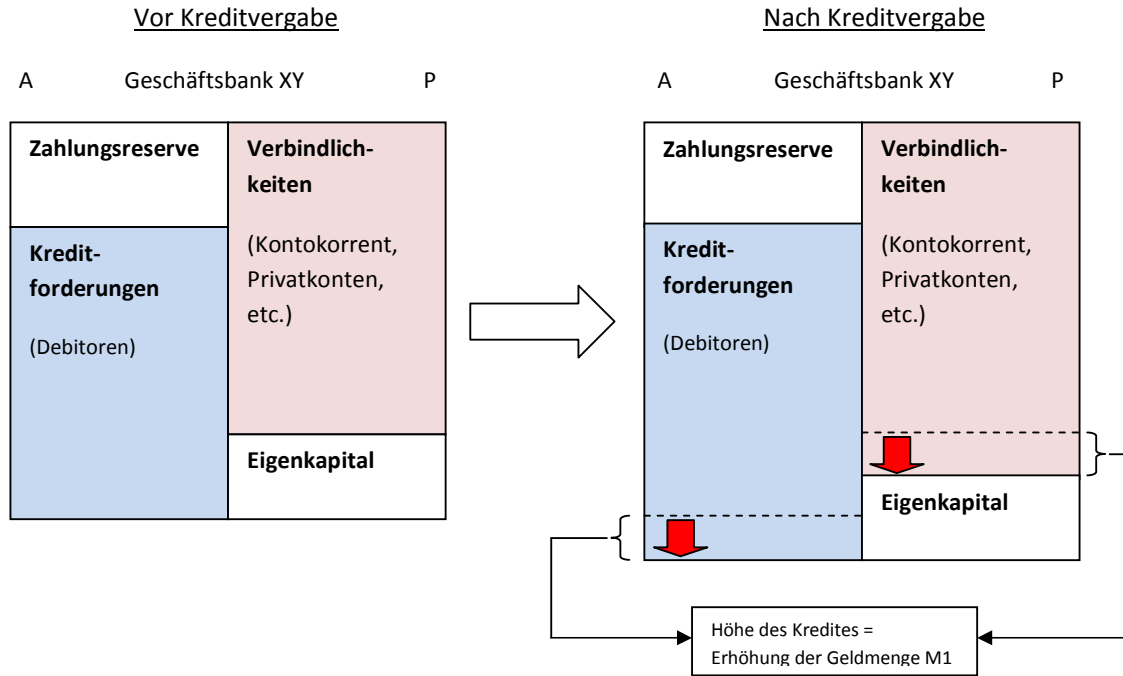 Vor Kreditvergabe
A Geschäftsbank XY P
Zahlungsreserve
Kredit-
forderungen
(Debitoren)
Verbindlich-
keiten
(Kontokorrent,
Privatkonten,
etc.)
Eigenkapital
Nach Kreditvergabe
A Geschäftsbank XY P
Zahlungsreserve
Kredit-
forderungen
(Debitoren)
Verbindlich-
keiten
(Kontokorrent,
Privatkonten,
etc.)
Eigenkapital
Höhe des Kredites =
Erhöhung der Geldmenge M1